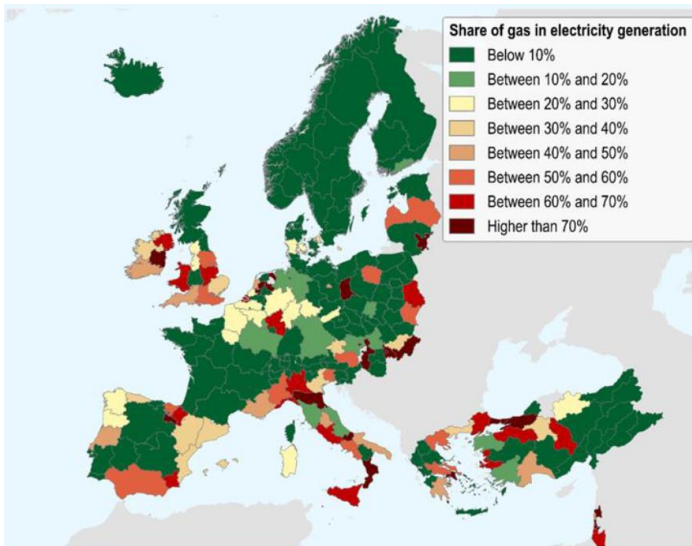 Share of gas in electricity generation
Below 10%
Between 10% and 20%
Between 20% and 30%
Between 30% and 40%
Between 40% and 50%
Between 50% and 60%
Between 60% and 70%
Higher than 70%